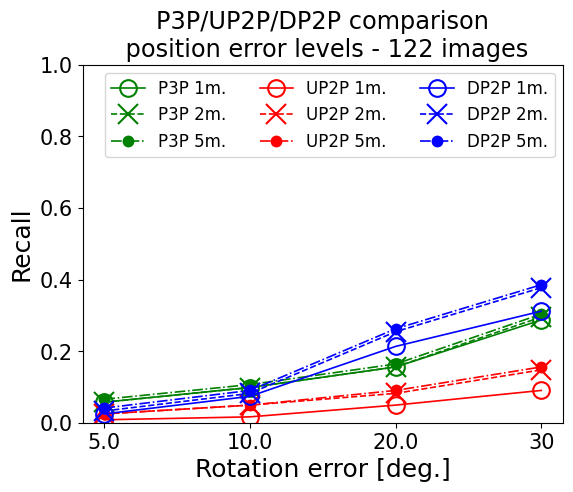 P3P/UP2P/DP2P comparison
position error levels - 122 images
P3P 1m. UP2P 1m. DP2P 1m.
P3P 2m. UP2P 2m. DP2P 2m.
P3P 5m. UP2P 5m. DP2P 5m.
1.0
0.8
0.6
0.4
0.2
0.0
Recall
5.0 10.0 20.0 30
Rotation error [deg.]